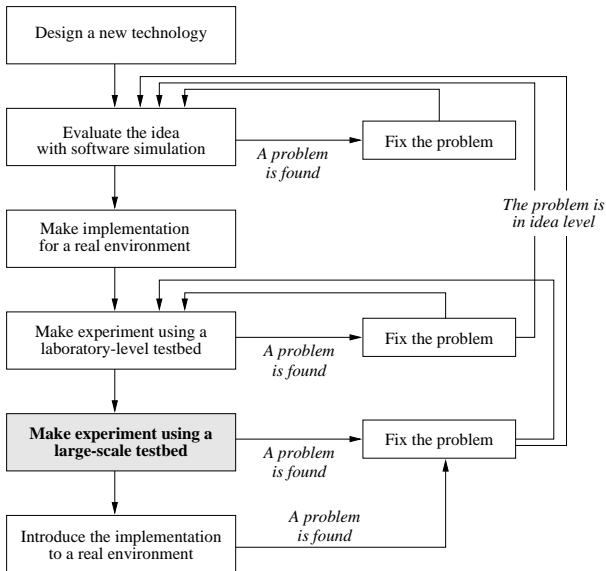 Design a new technology
Evaluate the idea
with software simulation
A problem
is found
Fix the problem
The problem is
in idea level
Make implementation
for a real environment
Make experiment using a
laboratory-level testbed
A problem
is found
Fix the problem
Make experiment using a
large-scale testbed
A problem
is found
Fix the problem
Introduce the implementation
to a real environment
A problem
is found